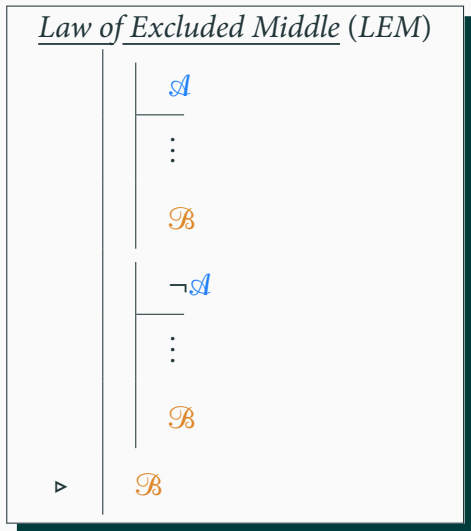 Law of Excluded Middle (LEM)
𝒜
⋮
ℬ
¬𝒜
⋮
ℬ
▹ ℬ